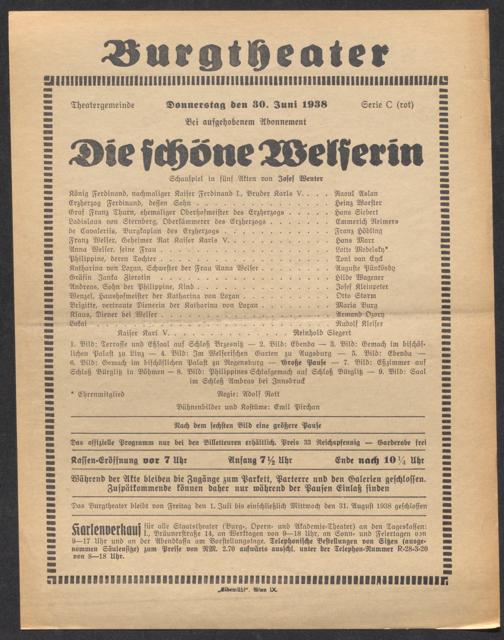 Burgtheater
Theatergemeinde Donnerstag den 30. Juni 1938 Serie C (rot)
Bei aufgehobenem Abonnement
Die schöne Welserin
Schauspiel in fünf Akten von Josef Wenter
König Ferdinand, nachmaliger Kaiser Ferdinand I., Bruder Karls V. . . . Raoul Aslan
Erzherzog Ferdinand, dessen Sohn . . . Heinz Woester
Graf Franz Thurn, ehemaliger Oberhofmeister des Erzherzogs . . . Hans Siebert
Ladislaus von Sternberg, Oberkämmerer des Erzherzogs . . . Emmerich Reimers
de Cavaleriis, Burgkaplan des Erzherzogs . . . Franz Höbling
Franz Welser, Geheimer Rat Kaiser Karls V. . . . Hans Marr
Anna Welser, seine Frau . . . Lotte Medelsky*
Philippine, deren Tochter . . . Toni van Eyck
Katharina von Loxan, Schwester der Frau Anna Welser . . . Auguste Pünkösdy
Gräfin Janka Florotin . . . Hilde Wagener
Andreas, Sohn der Philippine, Kind . . . Josef Kleinpeter
Wenzel, Haushofmeister der Katharina von Loxan . . . Otto Storm
Brigitte, vertraute Dienerin der Katharina von Loxan . . . Maria Burg
Klaus, Diener bei Welser . . . Armand Ozory
Lakai . . . Rudolf Kleiser
Kaiser Karl V. . . . Reinhold Siegert
1. Bild: Terrasse und Eßsaal auf Schloß Bresnig — 2. Bild: Ebenda — 3. Bild: Gemach im bischöf-
lichen Palast zu Linz — 4. Bild: Im Welserischen Garten zu Augsburg — 5. Bild: Ebenda —
6. Bild: Gemach im bischöflichen Palast zu Regensburg — Große Pause — 7. Bild: Eßzimmer auf
Schloß Bürglitz in Böhmen — 8. Bild: Philippines Schlafgemach auf Schloß Bürglitz — 9. Bild: Saal
im Schloß Ambras bei Innsbruck
* Ehrenmitglied Regie: Adolf Rott
Bühnenbilder und Kostüme: Emil Pirchan
Nach dem sechsten Bild eine größere Pause
Das offizielle Programm nur bei den Billetteuren erhältlich. Preis 33 Reichspfennig — Garderobe frei
Kassen-Eröffnung vor 7 Uhr Anfang 7½ Uhr Ende nach 10¼ Uhr
Während der Akte bleiben die Zugänge zum Parkett, Parterre und den Galerien geschlossen.
Zuspätkommende können daher nur während der Pausen Einlaß finden
Das Burgtheater bleibt von Freitag den 1. Juli bis einschließlich Mittwoch den 31. August 1938 geschlossen
Kartenverkauf für alle Staatstheater (Burg-, Opern- und Akademie-Theater) an den Tageskassen:
I., Bräunerstraße 14, an Werktagen von 9—18 Uhr, an Sonn- und Feiertagen von
9—17 Uhr und an der Abendkassa am Vorstellungstage. Telephonische Bestellungen von Sitzen (ausge-
nommen Säulensitze) zum Preise von RM. 2.70 aufwärts ausschl. unter der Telephon-Nummer R-28-3-20
von 8—18 Uhr.
„Elbemühl", Wien IX.